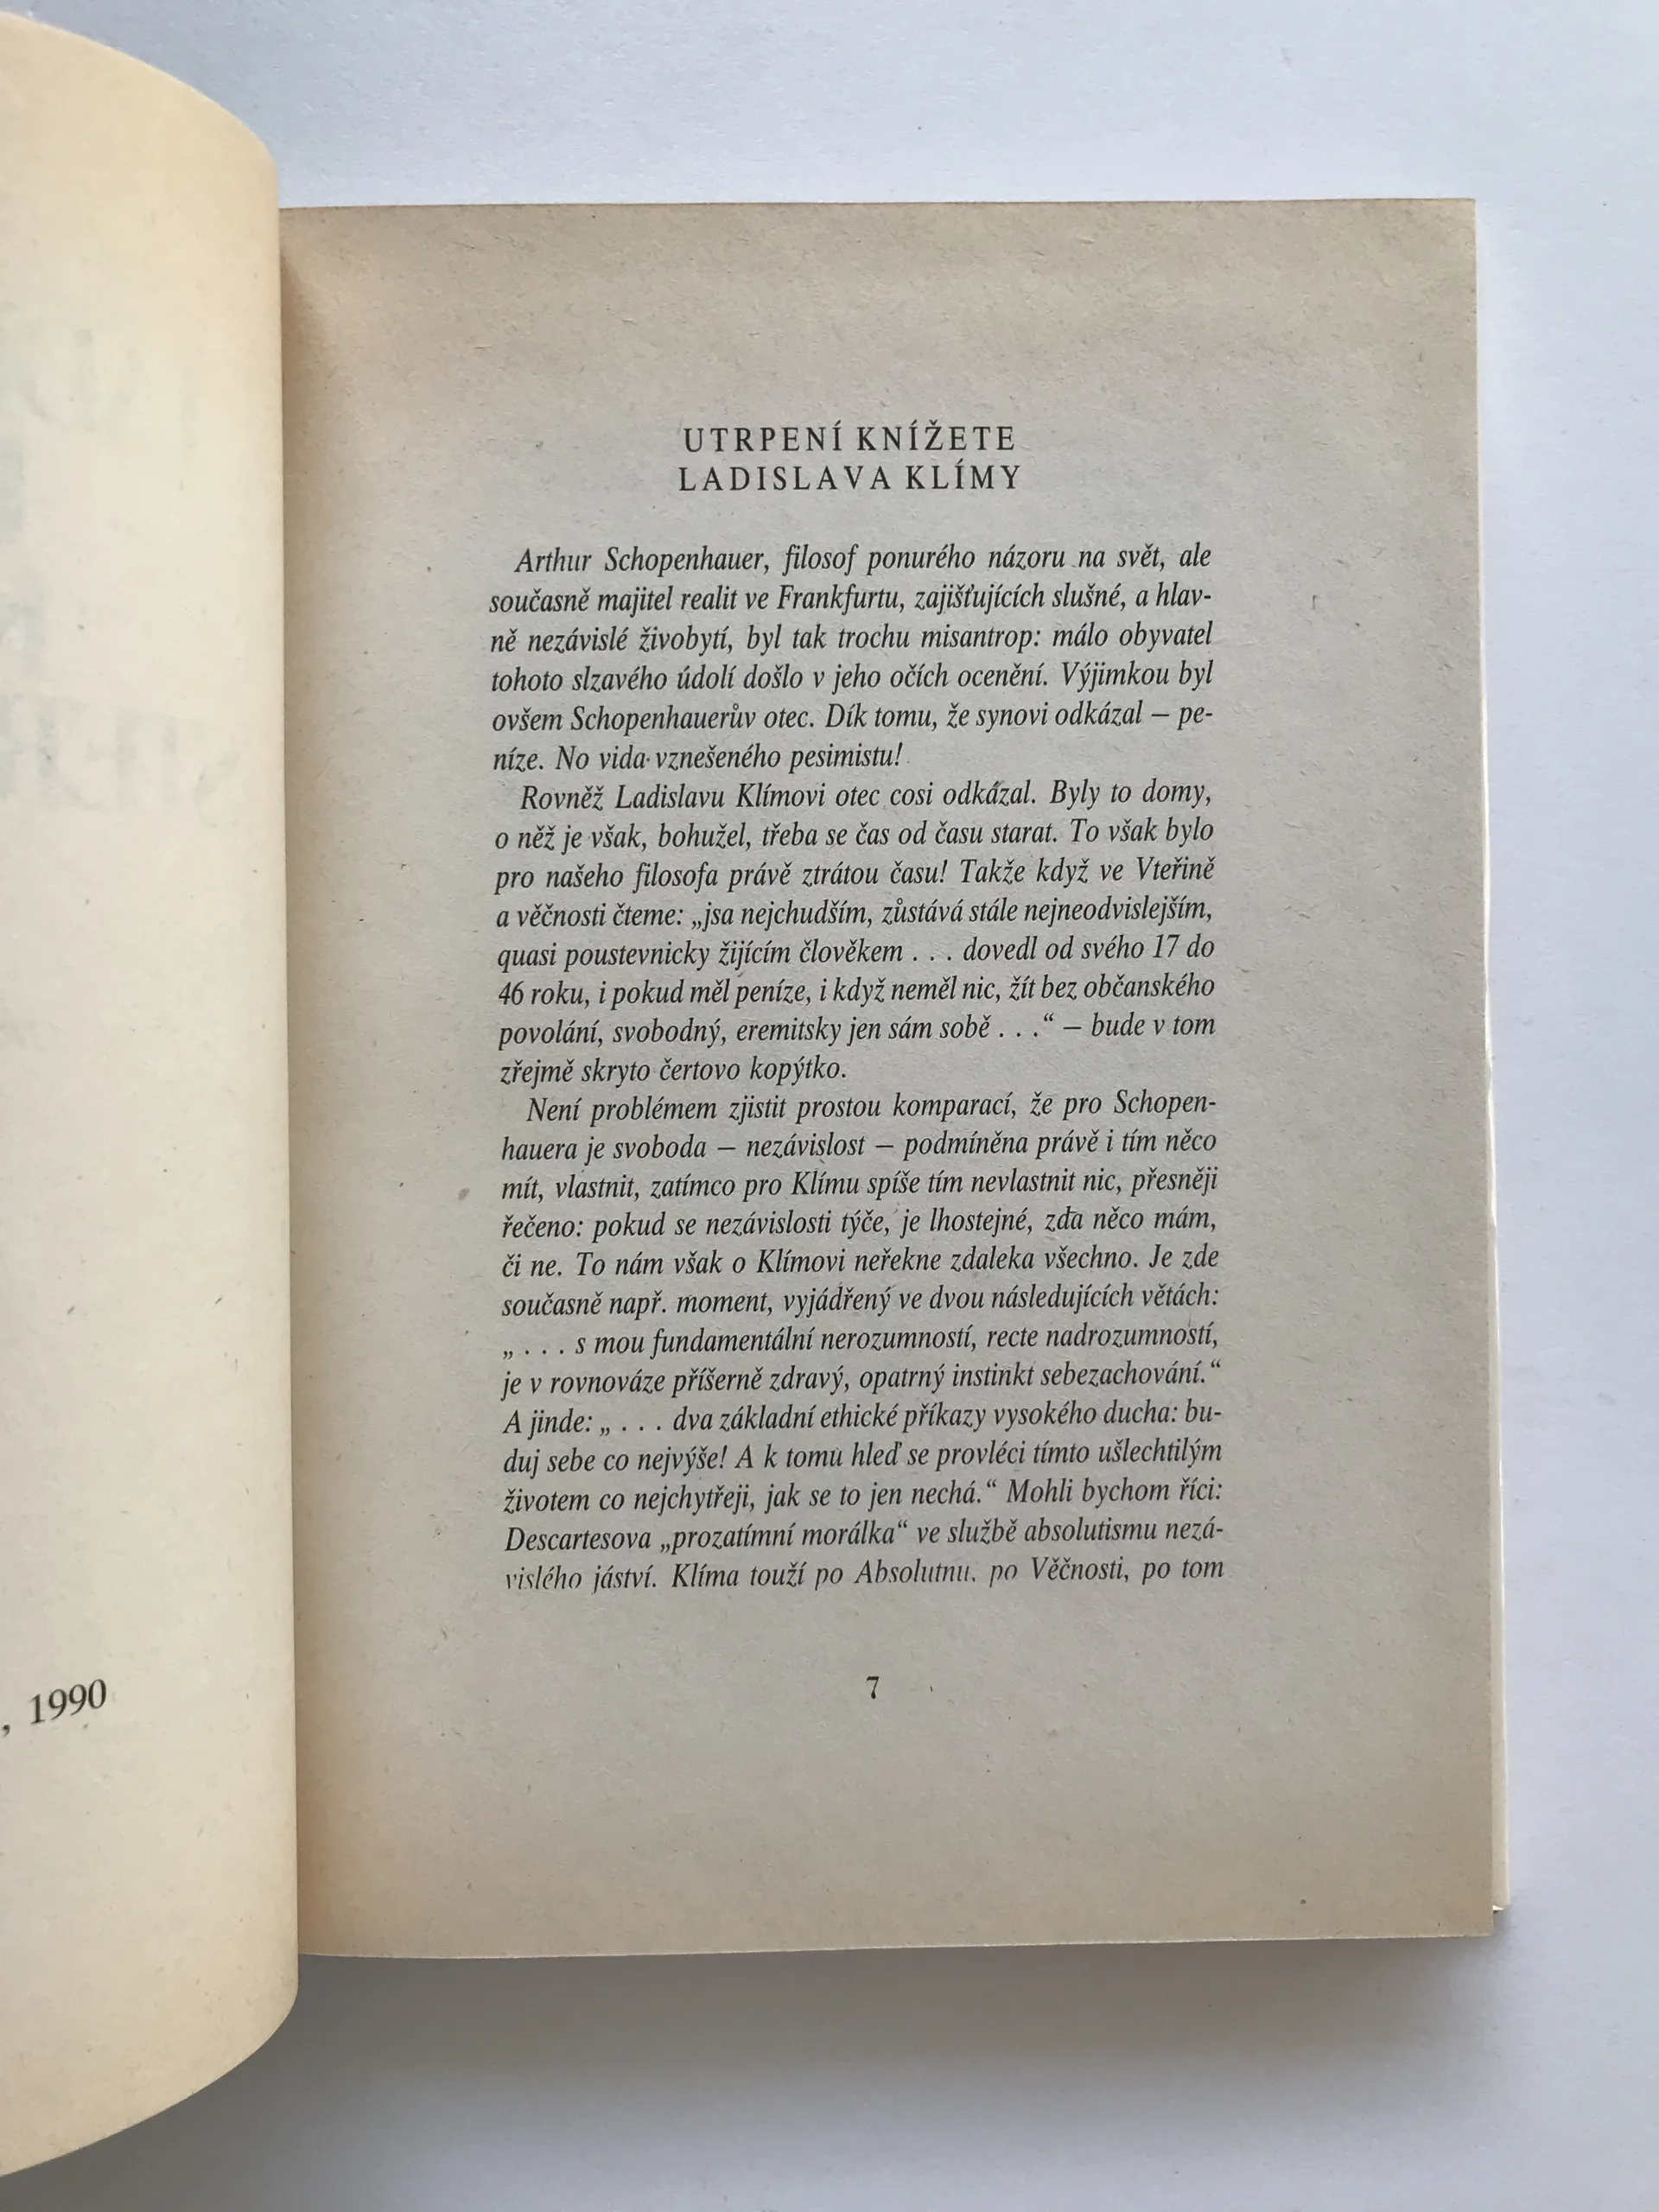 , 1990
UTRPENÍ KNÍŽETE
LADISLAVA KLÍMY
Arthur Schopenhauer, filosof ponurého názoru na svět, ale
současně majitel realit ve Frankfurtu, zajišťujících slušné, a hlav-
ně nezávislé živobytí, byl tak trochu misantrop: málo obyvatel
tohoto slzavého údolí došlo v jeho očích ocenění. Výjimkou byl
ovšem Schopenhauerův otec. Dík tomu, že synovi odkázal – pe-
níze. No vida vznešeného pesimistu!
Rovněž Ladislavu Klímovi otec cosi odkázal. Byly to domy,
o něž je však, bohužel, třeba se čas od času starat. To však bylo
pro našeho filosofa právě ztrátou času! Takže když ve Vteřině
a věčnosti čteme: „jsa nejchudším, zůstává stále nejneodvislejším,
quasi poustevnicky žijícím člověkem . . . dovedl od svého 17 do
46 roku, i pokud měl peníze, i když neměl nic, žít bez občanského
povolání, svobodný, eremitsky jen sám sobě . . .“ – bude v tom
zřejmě skryto čertovo kopýtko.
Není problémem zjistit prostou komparací, že pro Schopen-
hauera je svoboda – nezávislost – podmíněna právě i tím něco
mít, vlastnit, zatímco pro Klímu spíše tím nevlastnit nic, přesněji
řečeno: pokud se nezávislosti týče, je lhostejné, zda něco mám,
či ne. To nám však o Klímovi neřekne zdaleka všechno. Je zde
současně např. moment, vyjádřený ve dvou následujících větách:
„ . . . s mou fundamentální nerozumností, recte nadrozumností,
je v rovnováze příšerně zdravý, opatrný instinkt sebezachování.“
A jinde: „ . . . dva základní ethické příkazy vysokého ducha: bu-
duj sebe co nejvýše! A k tomu hleď se provléci tímto ušlechtilým
životem co nejchytřeji, jak se to jen nechá.“ Mohli bychom říci:
Descartesova „prozatímní morálka“ ve službě absolutismu nezá-
vislého jáství. Klíma touží po Absolutnu, po Věčnosti, po tom
7